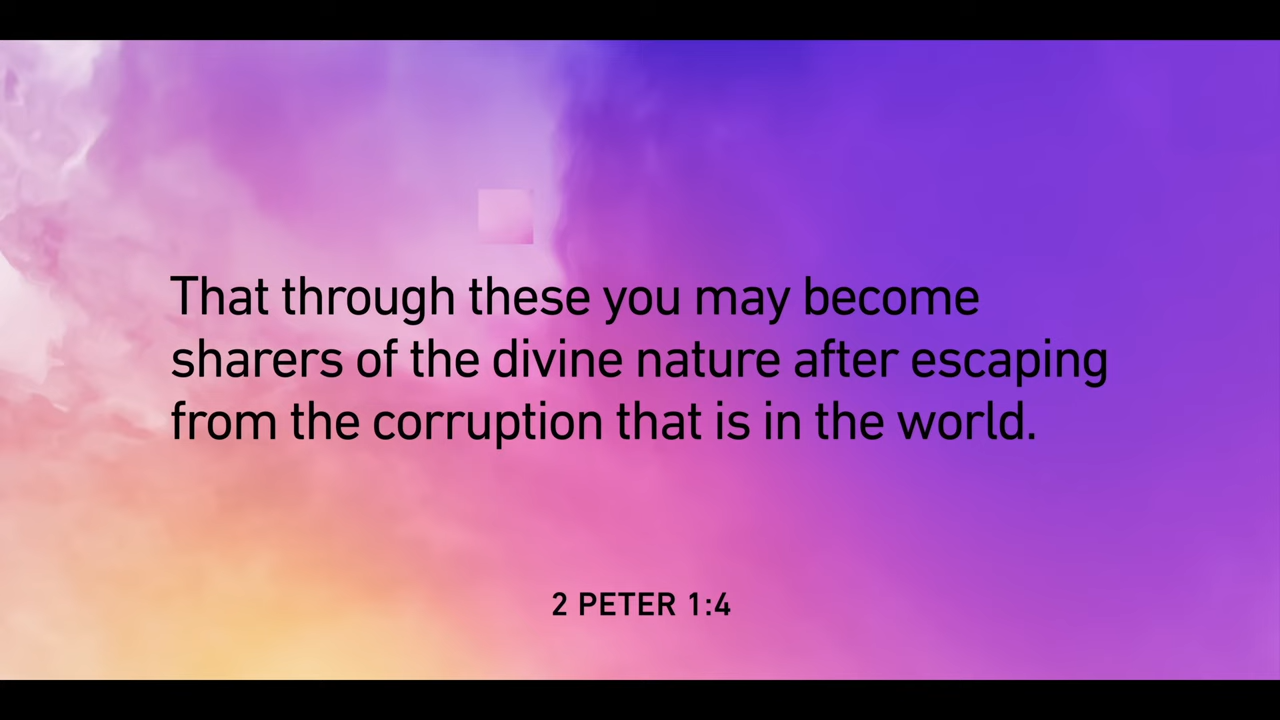 That through these you may become
sharers of the divine nature after escaping
from the corruption that is in the world.
2 PETER 1:4